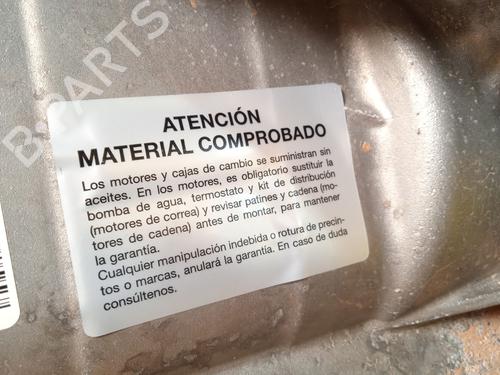 B-PARTS
ATENCIÓN
MATERIAL COMPROBADO
Los motores y cajas de cambio se suministran sin
aceites. En los motores, es obligatorio sustituir la
bomba de agua, termostato y kit de distribución
(motores de correa) y revisar patines y cadena (mo-
tores de cadena) antes de montar, para mantener
la garantía.
Cualquier manipulación indebida o rotura de precin-
tos o marcas, anulará la garantía. En caso de duda
consúltenos.